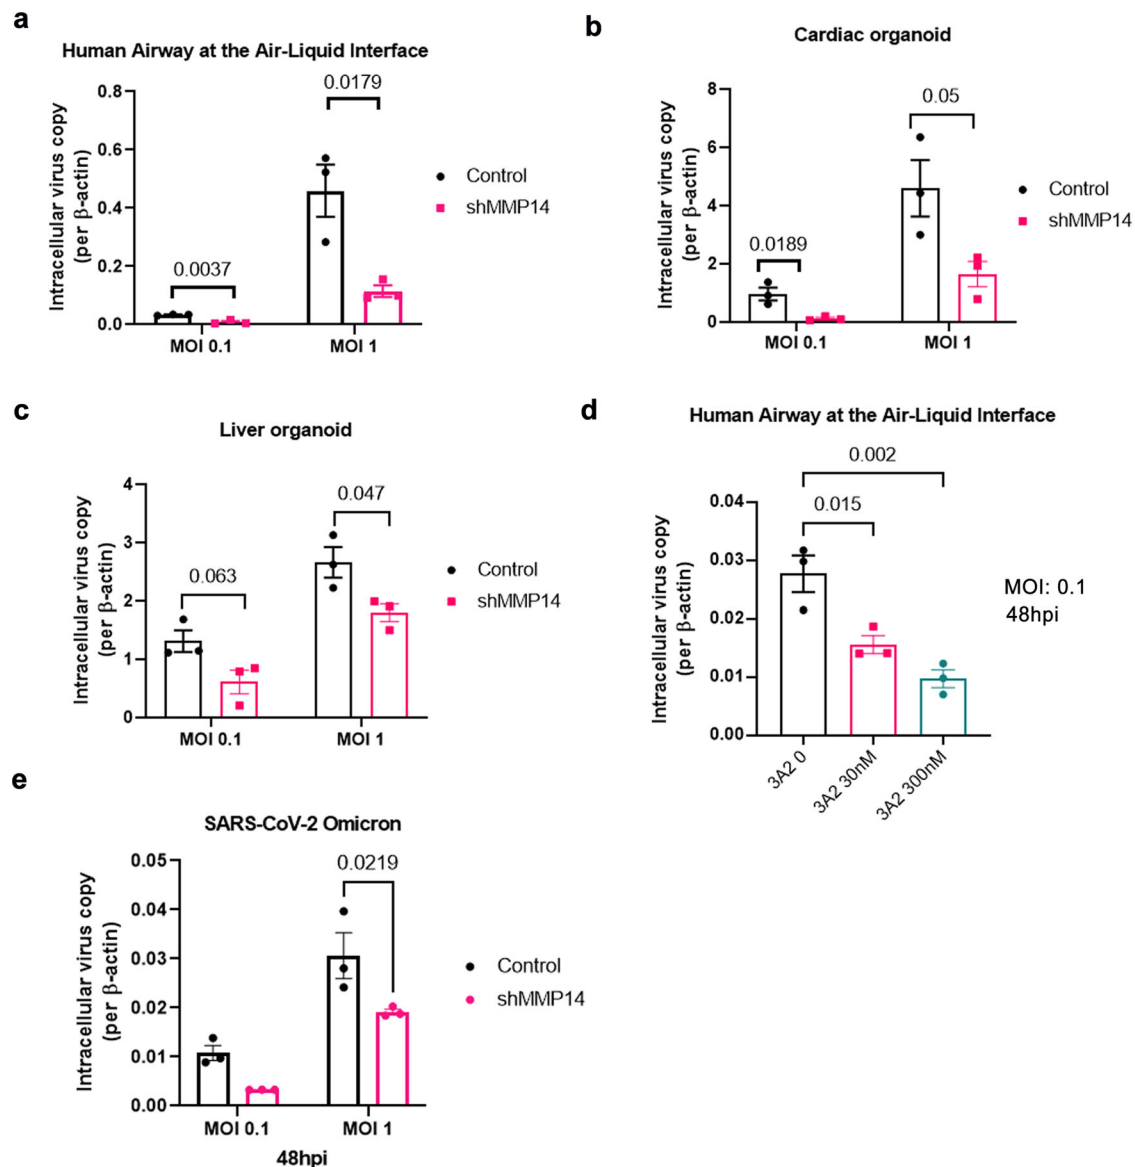 a
Human Airway at the Air-Liquid Interface
Intracellular virus copy
(per β-actin)
0.8
0.6
0.4
0.2
0.0
0.0037
0.0179
MOI 0.1
MOI 1
Control
shMMP14
b
Cardiac organoid
Intracellular virus copy
(per β-actin)
8
6
4
2
0
0.0189
0.05
MOI 0.1
MOI 1
Control
shMMP14
c
Liver organoid
Intracellular virus copy
(per β-actin)
4
3
2
1
0
0.063
0.047
MOI 0.1
MOI 1
Control
shMMP14
d
Human Airway at the Air-Liquid Interface
Intracellular virus copy
(per β-actin)
0.04
0.03
0.02
0.01
0.00
0.002
0.015
3A2 0
3A2 30nM
3A2 300nM
MOI: 0.1
48hpi
e
SARS-CoV-2 Omicron
Intracellular virus copy
(per β-actin)
0.05
0.04
0.03
0.02
0.01
0.00
0.0219
MOI 0.1
MOI 1
48hpi
Control
shMMP14